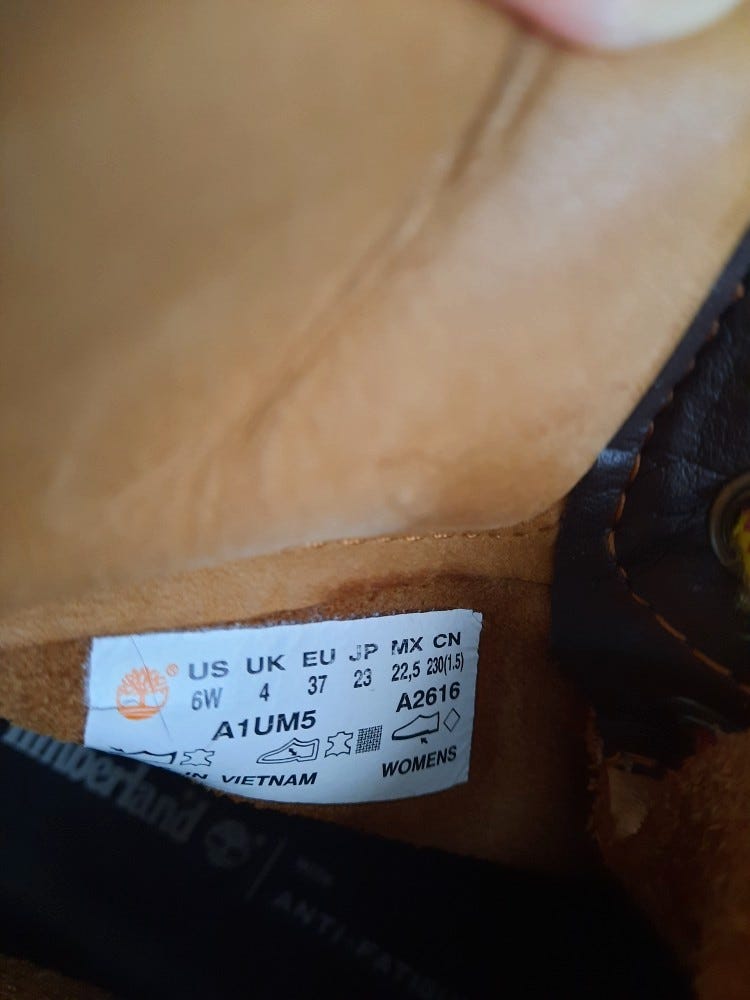 US UK EU JP MX CN
6W 4 37 23 22,5 230(1.5)
A1UM5 A2616
IN VIETNAM WOMENS
Timberland
ANTI-FATIG